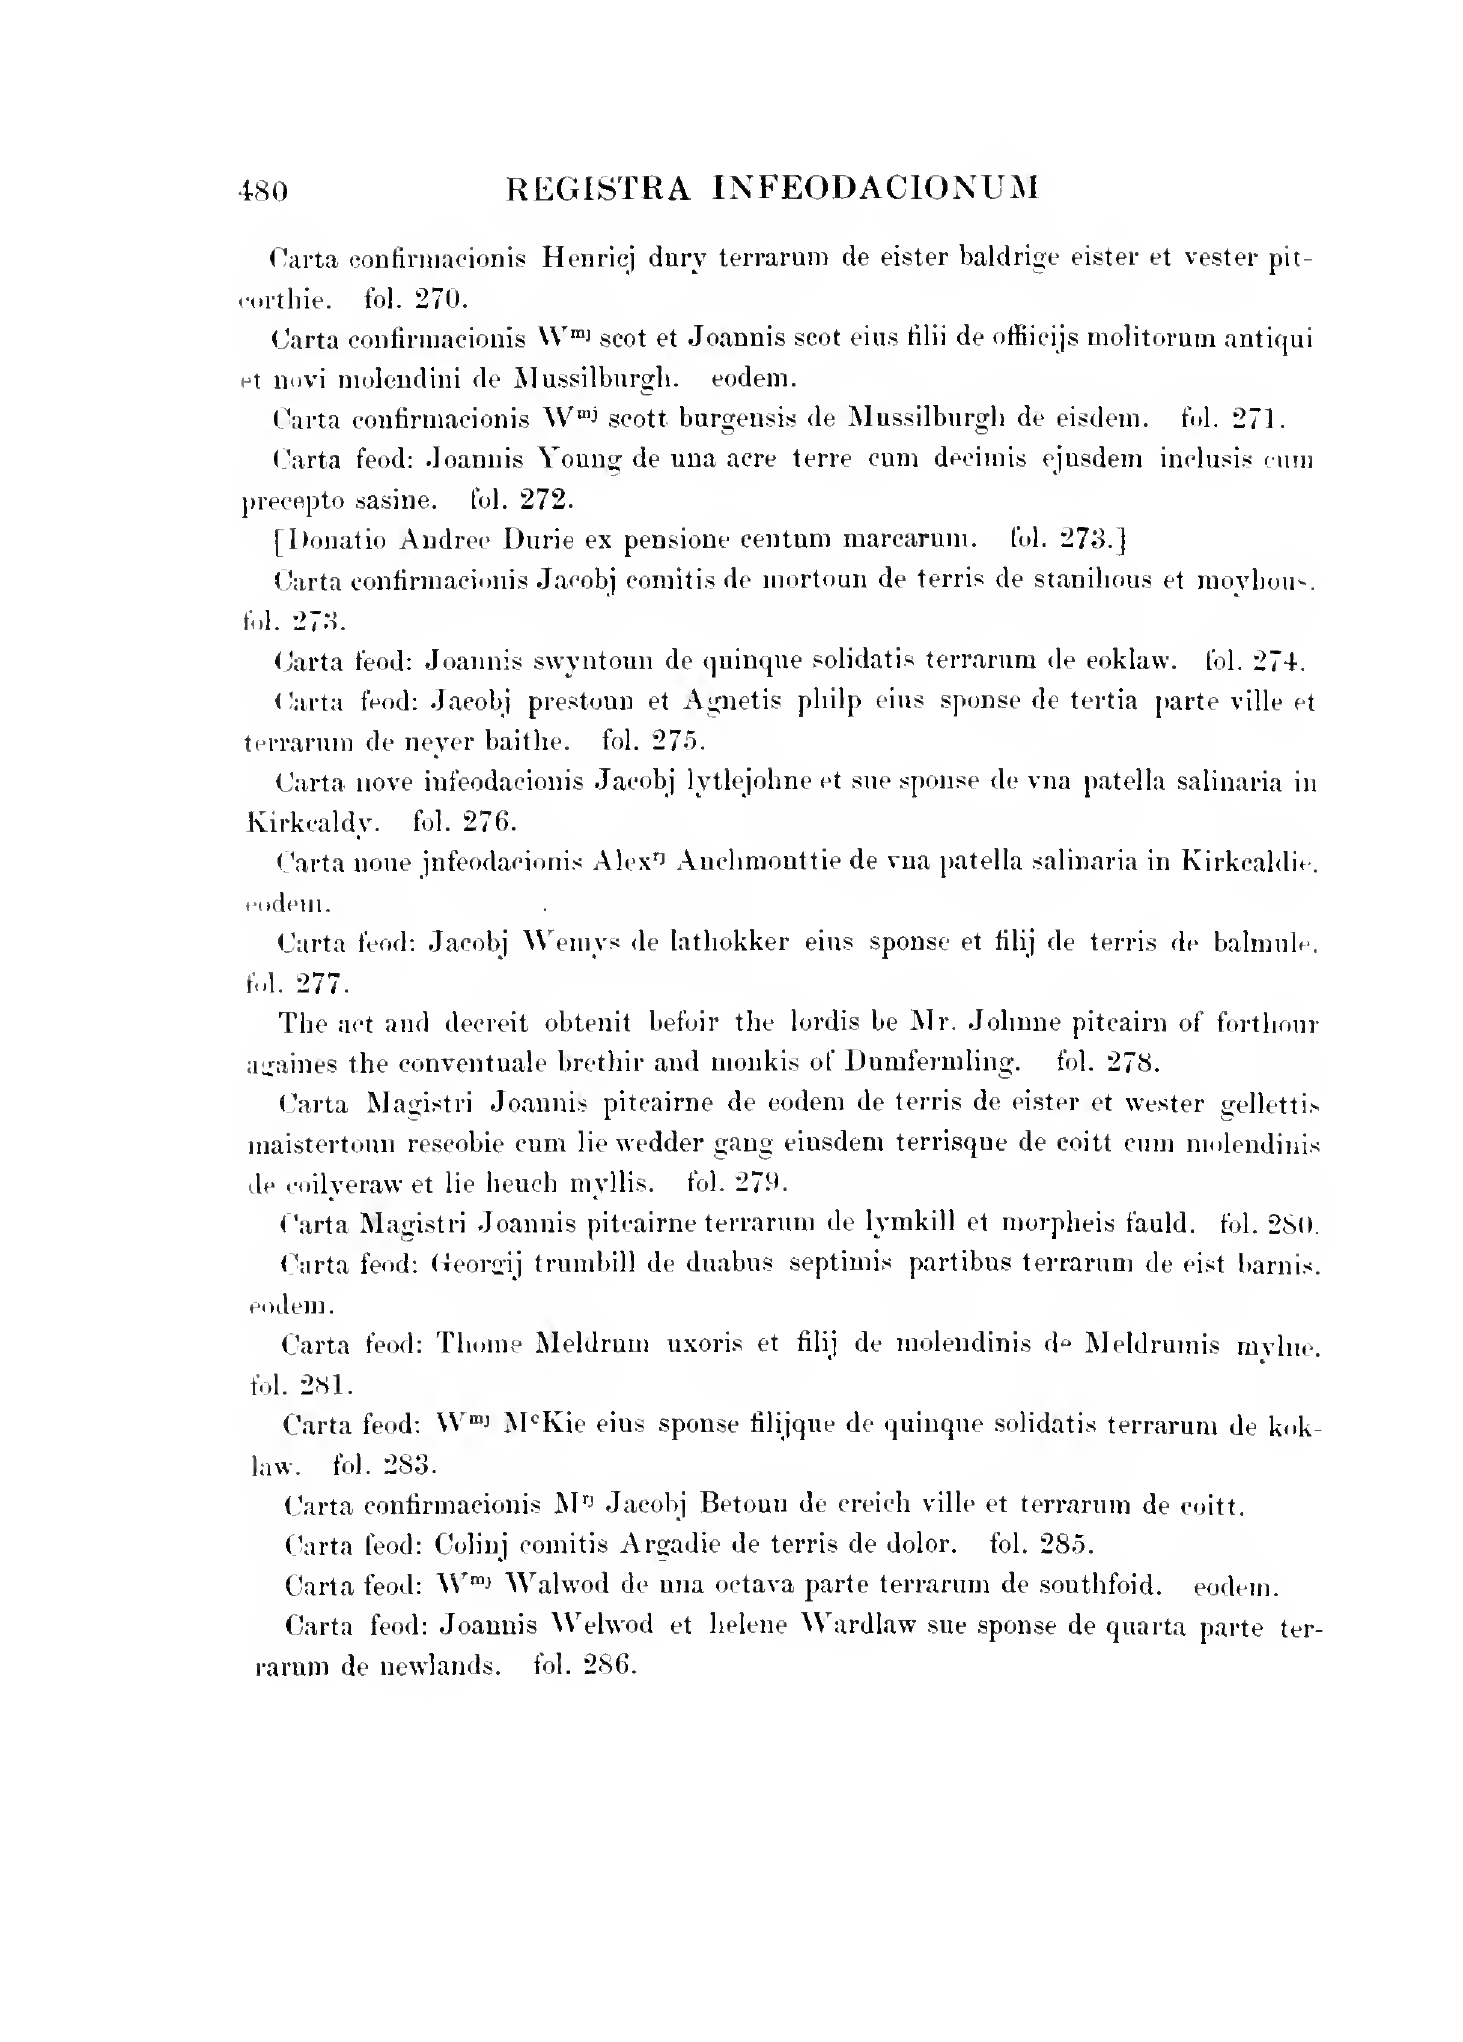 480 REGISTRA INFEODACIONUM
Carta confirmacionis Henricj dury terrarum de eister baldrige eister et vester pit-
corthie. fol. 270.
Carta confirmacionis Wᵐʲ scot et Joannis scot eius filii de officijs molitorum antiqui
et novi molendini de Mussilburgh. eodem.
Carta confirmacionis Wᵐʲ scott burgensis de Mussilburgh de eisdem. fol. 271.
Carta feod: Joannis Young de una acre terre cum decimis ejusdem inclusis cum
precepto sasine. fol. 272.
[Donatio Andree Durie ex pensione centum marcarum. fol. 273.]
Carta confirmacionis Jacobj comitis de mortoun de terris de stanihous et moyhous.
fol. 273.
Carta feod: Joannis swyntoun de quinque solidatis terrarum de coklaw. fol. 274.
Carta feod: Jacobj prestoun et Agnetis philp eius sponse de tertia parte ville et
terrarum de neyer baithe. fol. 275.
Carta nove infeodacionis Jacobj lytlejohne et sue sponse de vna patella salinaria in
Kirkcaldy. fol. 276.
Carta noue jnfeodacionis Alexʳʲ Auchmouttie de vna patella salinaria in Kirkcaldie.
eodem.
Carta feod: Jacobj Wemys de lathokker eius sponse et filij de terris de balmule.
fol. 277.
The act and decreit obtenit befoir the lordis be Mr. Johnne pitcairn of forthour
againes the conventuale brethir and monkis of Dumfermling. fol. 278.
Carta Magistri Joannis pitcairne de eodem de terris de eister et wester gellettis
maistertoun rescobie cum lie wedder gang eiusdem terrisque de coitt cum molendinis
de coilyeraw et lie heuch myllis. fol. 279.
Carta Magistri Joannis pitcairne terrarum de lymkill et morpheis fauld. fol. 280.
Carta feod: Georgij trumbill de duabus septimis partibus terrarum de eist barnis.
eodem.
Carta feod: Thome Meldrum uxoris et filij de molendinis de Meldrumis mylne.
fol. 281.
Carta feod: Wᵐʲ MᶜKie eius sponse filijque de quinque solidatis terrarum de kok-
law. fol. 283.
Carta confirmacionis Mʳʲ Jacobj Betoun de creich ville et terrarum de coitt.
Carta feod: Colinj comitis Argadie de terris de dolor. fol. 285.
Carta feod: Wᵐʲ Walwod de una octava parte terrarum de southfoid. eodem.
Carta feod: Joannis Welwod et helene Wardlaw sue sponse de quarta parte ter-
rarum de newlands. fol. 286.